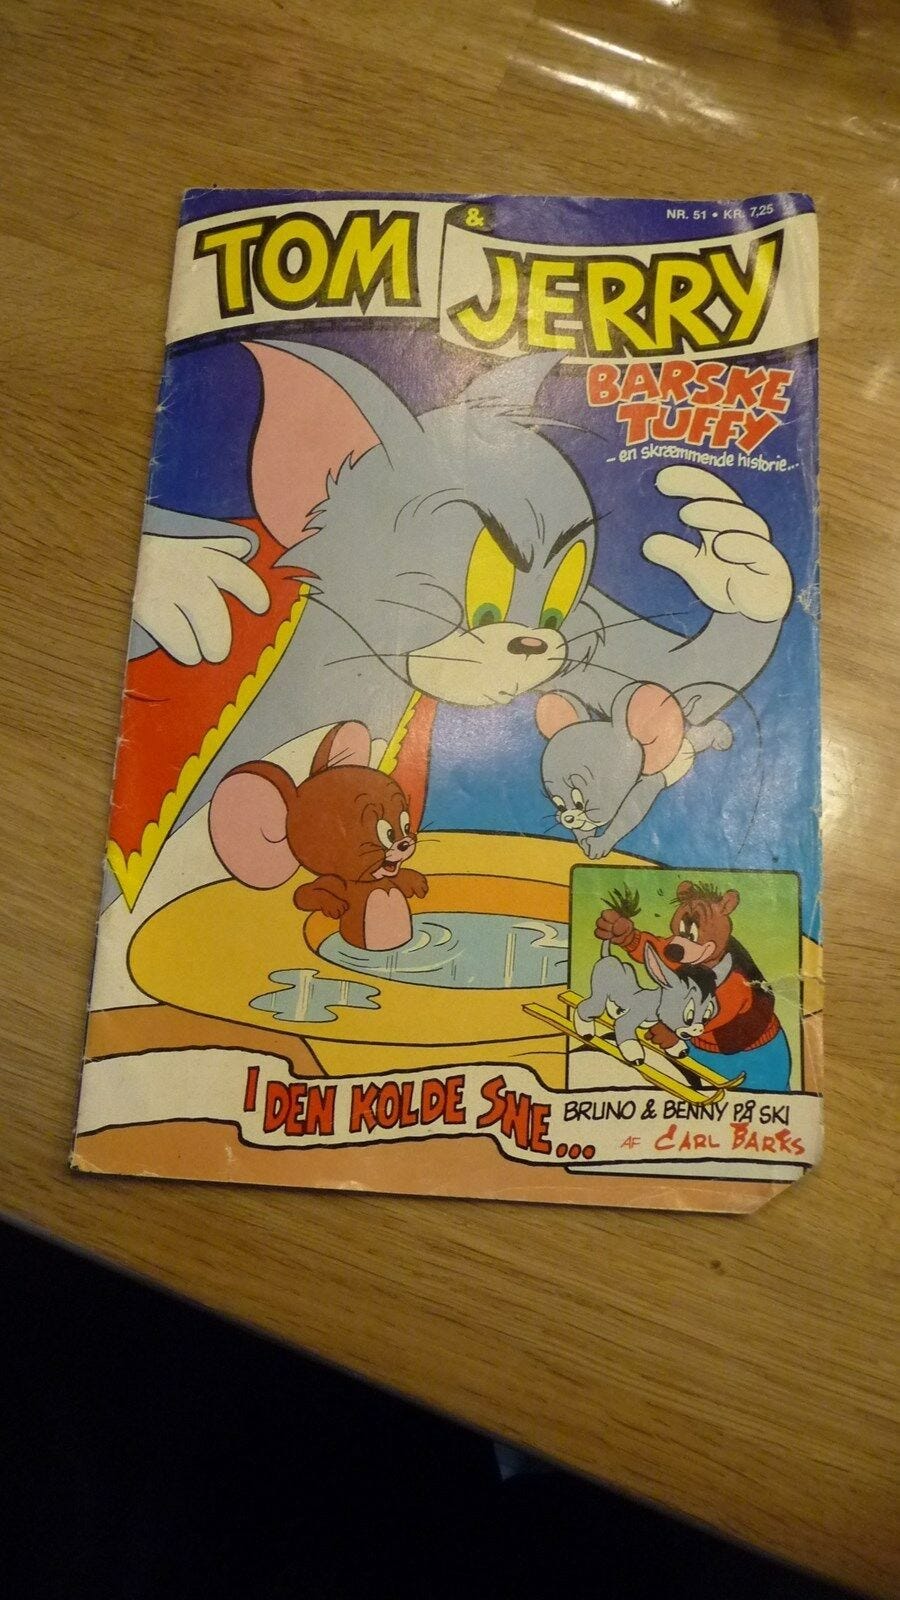 NR. 51 • KR. 7,25
TOM & JERRY
BARSKE
TUFFY
- en skræmmende historie...
I DEN KOLDE SNE...
BRUNO & BENNY PÅ SKI
AF CARL BARKS